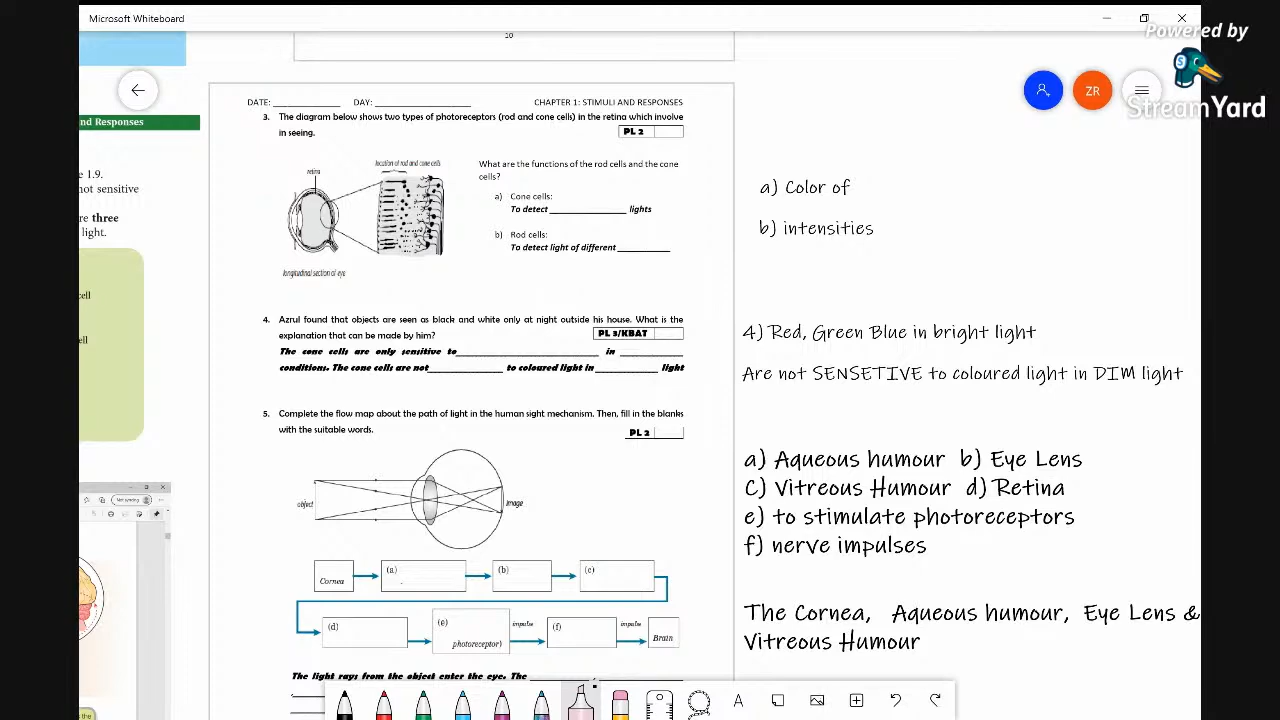 Microsoft Whiteboard
Powered by
StreamYard
10
ZR
nd Responses
e 1.9.
not sensitive
re three
light.
cell
ell
DATE: ____________ DAY: ________________ CHAPTER 1: STIMULI AND RESPONSES
3. The diagram below shows two types of photoreceptors (rod and cone cells) in the retina which involve
in seeing.
PL 2
retina
location of rod and cone cells
longitudinal section of eye
What are the functions of the rod cells and the cone
cells?
a) Cone cells:
To detect ______________ lights
b) Rod cells:
To detect light of different __________
4. Azrul found that objects are seen as black and white only at night outside his house. What is the
explanation that can be made by him?
PL 3/KBAT
The cone cells are only sensitive to__________________________ in ___________
conditions. The cone cells are not______________ to coloured light in____________ light
5. Complete the flow map about the path of light in the human sight mechanism. Then, fill in the blanks
with the suitable words.
PL 2
object
image
Cornea
(a)
(b)
(c)
(d)
(e)
photoreceptor)
impulse
(f)
impulse
Brain
The light rays from the object enter the eye. The ______________
a) Color of
b) intensities
4) Red, Green Blue in bright light
Are not SENSETIVE to coloured light in DIM light
a) Aqueous humour b) Eye Lens
C) Vitreous Humour d) Retina
e) to stimulate photoreceptors
f) nerve impulses
The Cornea, Aqueous humour, Eye Lens &
Vitreous Humour
Not syncing
A